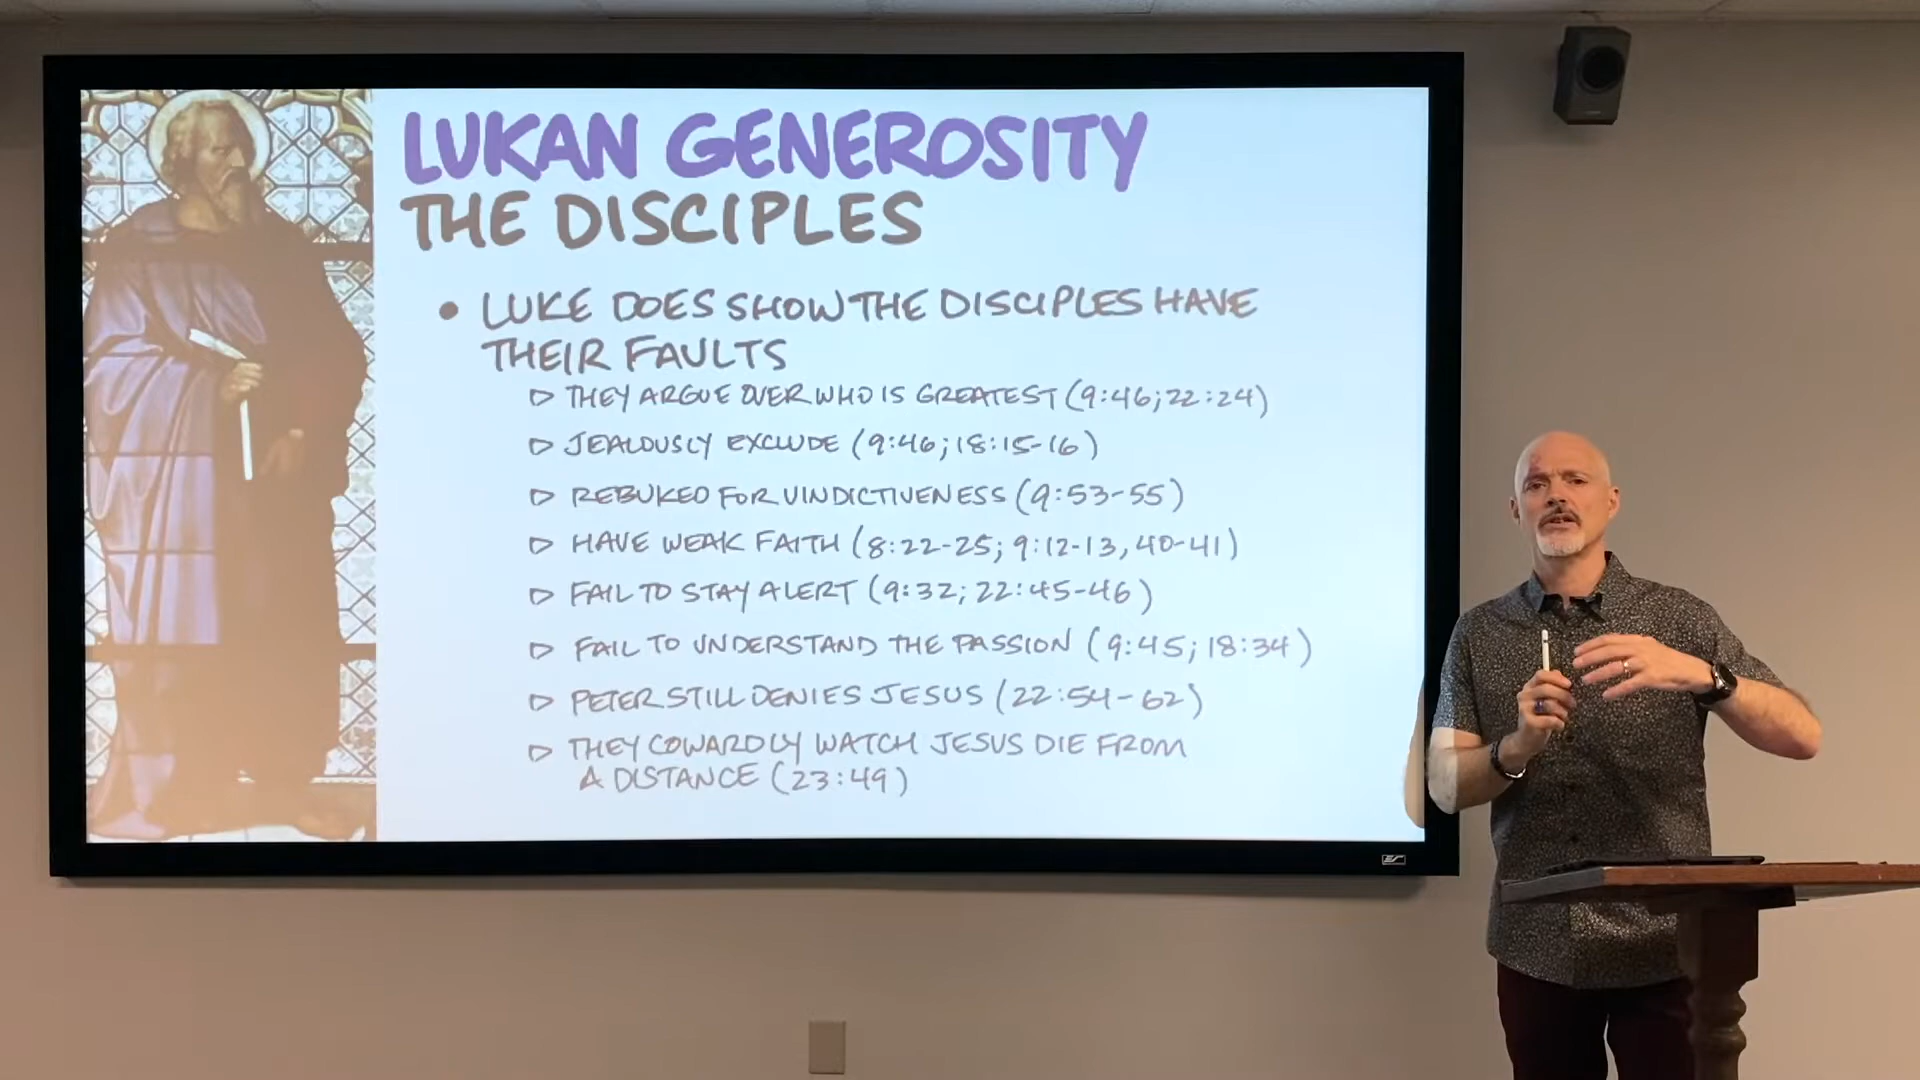 LUKAN GENEROSITY
THE DISCIPLES
• LUKE DOES SHOW THE DISCIPLES HAVE
THEIR FAULTS
▷ THEY ARGUE OVER WHO IS GREATEST (9:46; 22:24)
▷ JEALOUSLY EXCLUDE (9:46; 18:15-16)
▷ REBUKED FOR VINDICTIVENESS (9:53-55)
▷ HAVE WEAK FAITH (8:22-25; 9:12-13, 40-41)
▷ FAIL TO STAY ALERT (9:32; 22:45-46)
▷ FAIL TO UNDERSTAND THE PASSION (9:45; 18:34)
▷ PETER STILL DENIES JESUS (22:54-62)
▷ THEY COWARDLY WATCH JESUS DIE FROM
A DISTANCE (23:49)